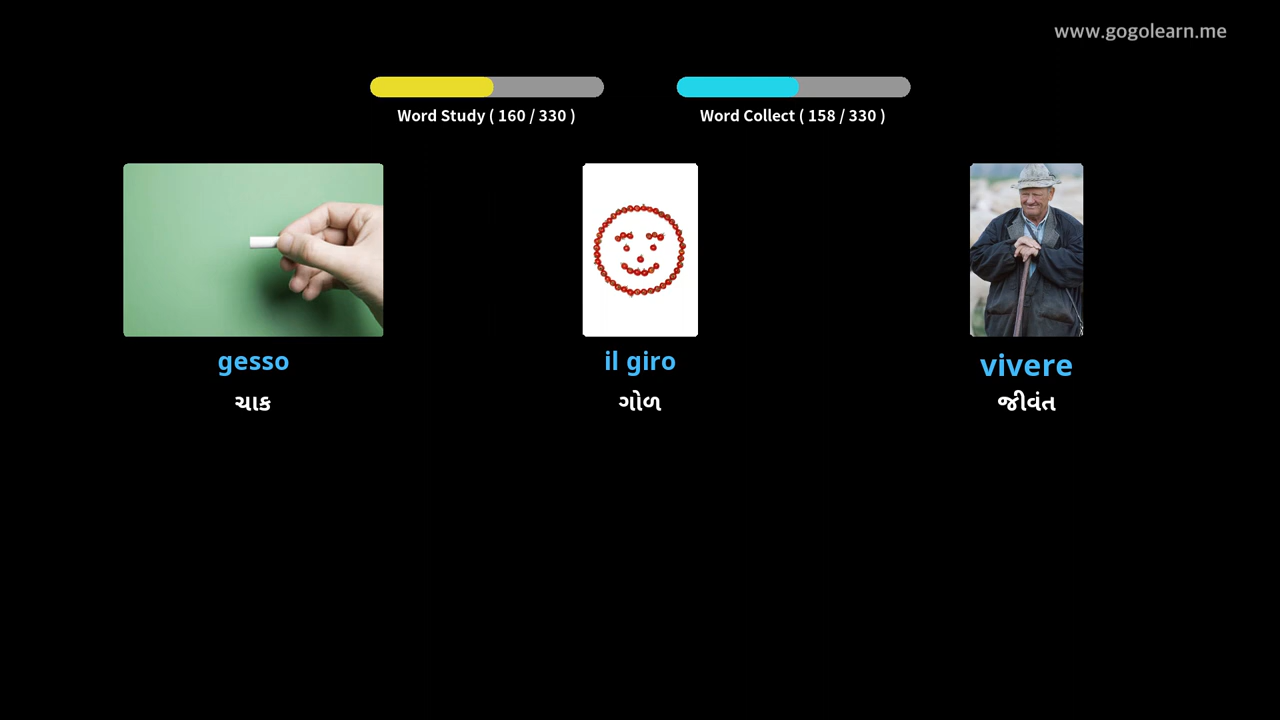 www.gogolearn.me
Word Study ( 160 / 330 )
Word Collect ( 158 / 330 )
gesso
il giro
vivere
ચાક
ગોળ
જીવંત